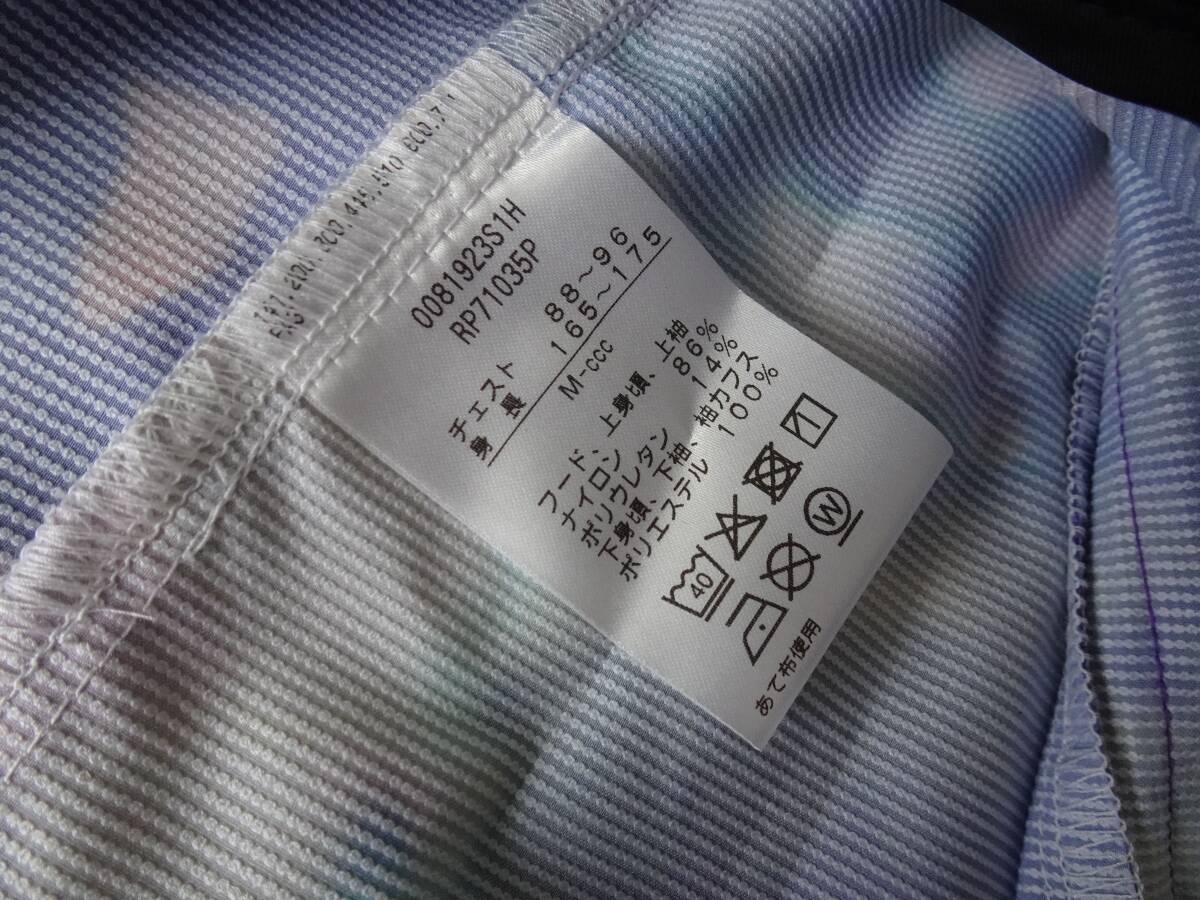 0081923S1H
RP71035P
チェスト 88～96
身長 165～175
M-ccc
フード、上身頃、上袖
ナイロン 86%
ポリウレタン 14%
下身頃、下袖、袖カフス
ポリエステル 100%
40
W
あて布使用